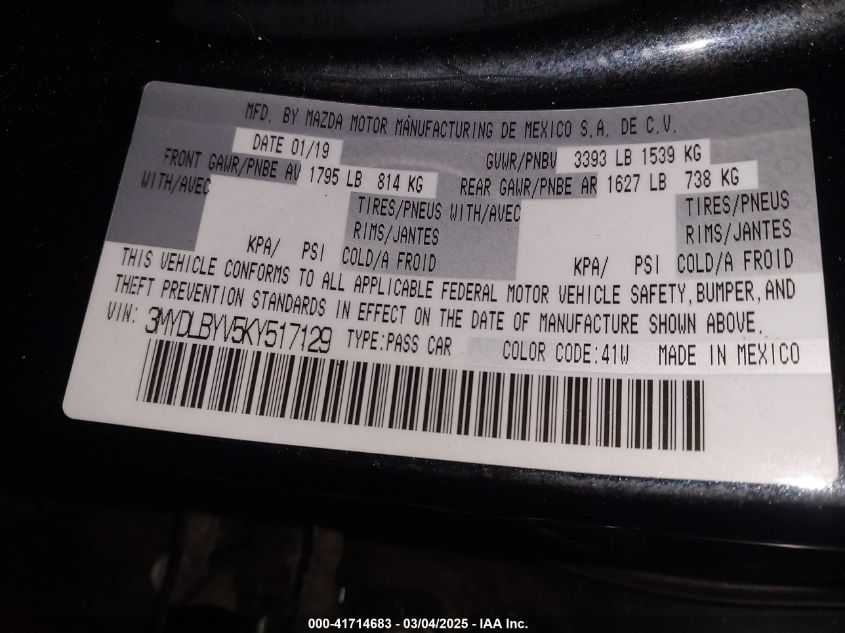 MFD. BY MAZDA MOTOR MANUFACTURING DE MEXICO S.A. DE C.V.
DATE 01/19 GVWR/PNBV 3393 LB 1539 KG
FRONT GAWR/PNBE AV 1795 LB 814 KG REAR GAWR/PNBE AR 1627 LB 738 KG
WITH/AVEC TIRES/PNEUS WITH/AVEC TIRES/PNEUS
RIMS/JANTES RIMS/JANTES
KPA/ PSI COLD/A FROID KPA/ PSI COLD/A FROID
THIS VEHICLE CONFORMS TO ALL APPLICABLE FEDERAL MOTOR VEHICLE SAFETY, BUMPER, AND
THEFT PREVENTION STANDARDS IN EFFECT ON THE DATE OF MANUFACTURE SHOWN ABOVE.
VIN: 3MYDLBYV5KY517129 TYPE:PASS CAR COLOR CODE:41W MADE IN MEXICO
000-41714683 - 03/04/2025 - IAA Inc.